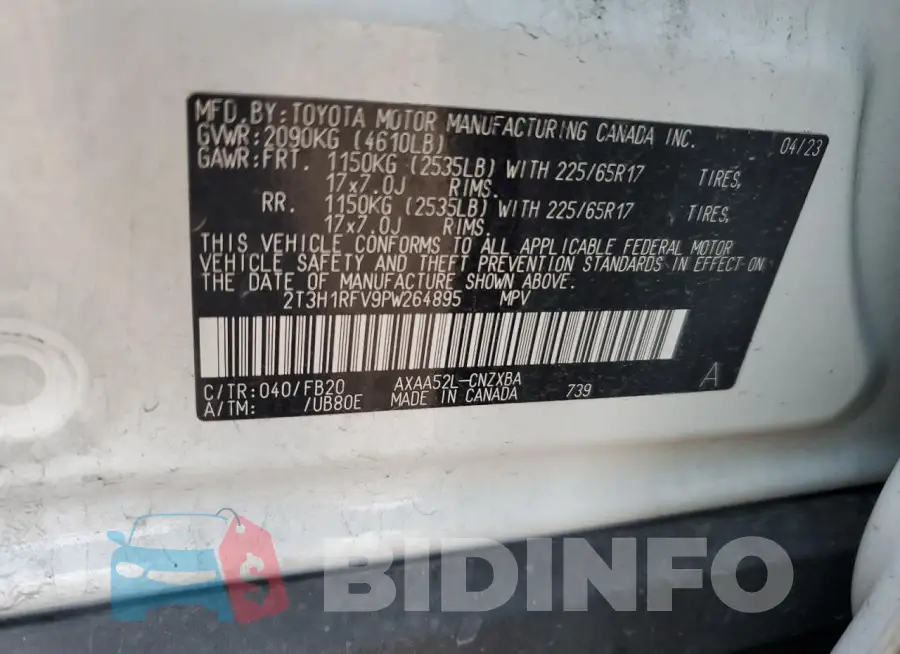 MFD.BY:TOYOTA MOTOR MANUFACTURING CANADA INC. 04/23
GVWR:2090KG (4610LB)
GAWR:FRT. 1150KG (2535LB) WITH 225/65R17 TIRES,
17x7.0J RIMS.
RR. 1150KG (2535LB) WITH 225/65R17 TIRES,
17x7.0J RIMS.
THIS VEHICLE CONFORMS TO ALL APPLICABLE FEDERAL MOTOR
VEHICLE SAFETY AND THEFT PREVENTION STANDARDS IN EFFECT ON
THE DATE OF MANUFACTURE SHOWN ABOVE.
2T3H1RFV9PW264895 MPV
C/TR:040/FB20 AXAA52L-CNZXBA A
A/TM: /UB80E MADE IN CANADA 739
$ BIDINFO